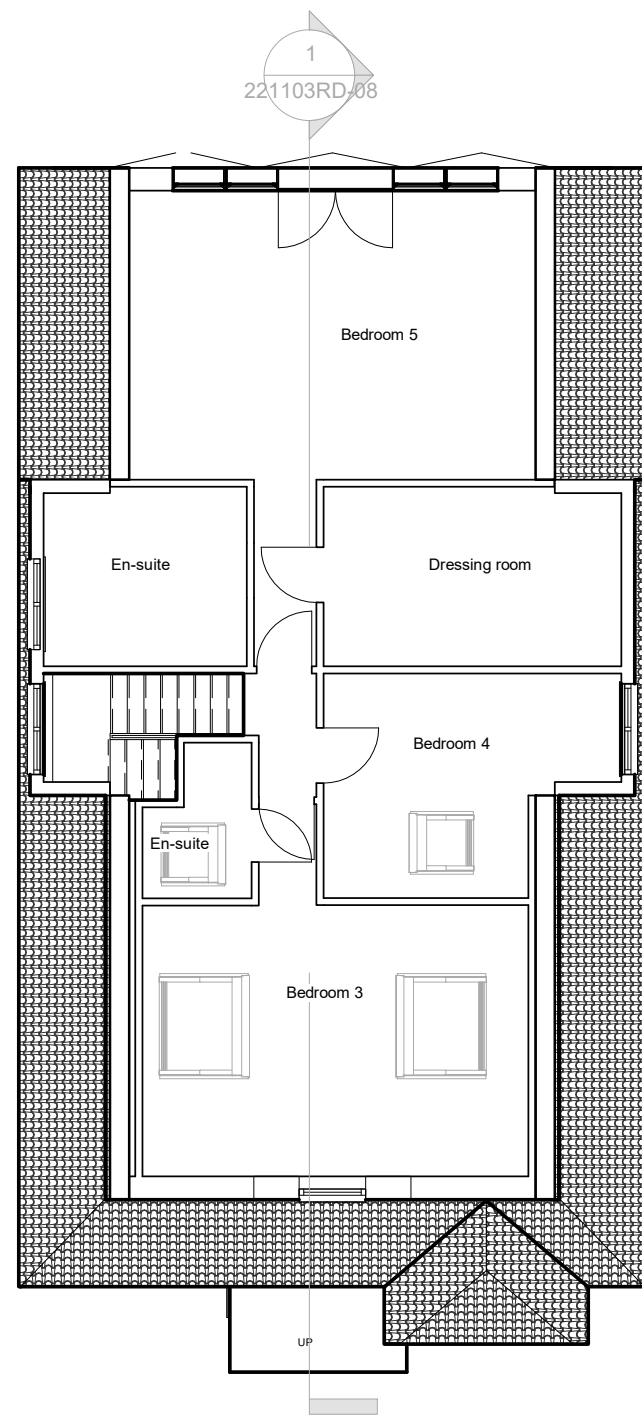 1
221103RD-08
Bedroom 5
En-suite
Dressing room
Bedroom 4
En-suite
Bedroom 3
UP